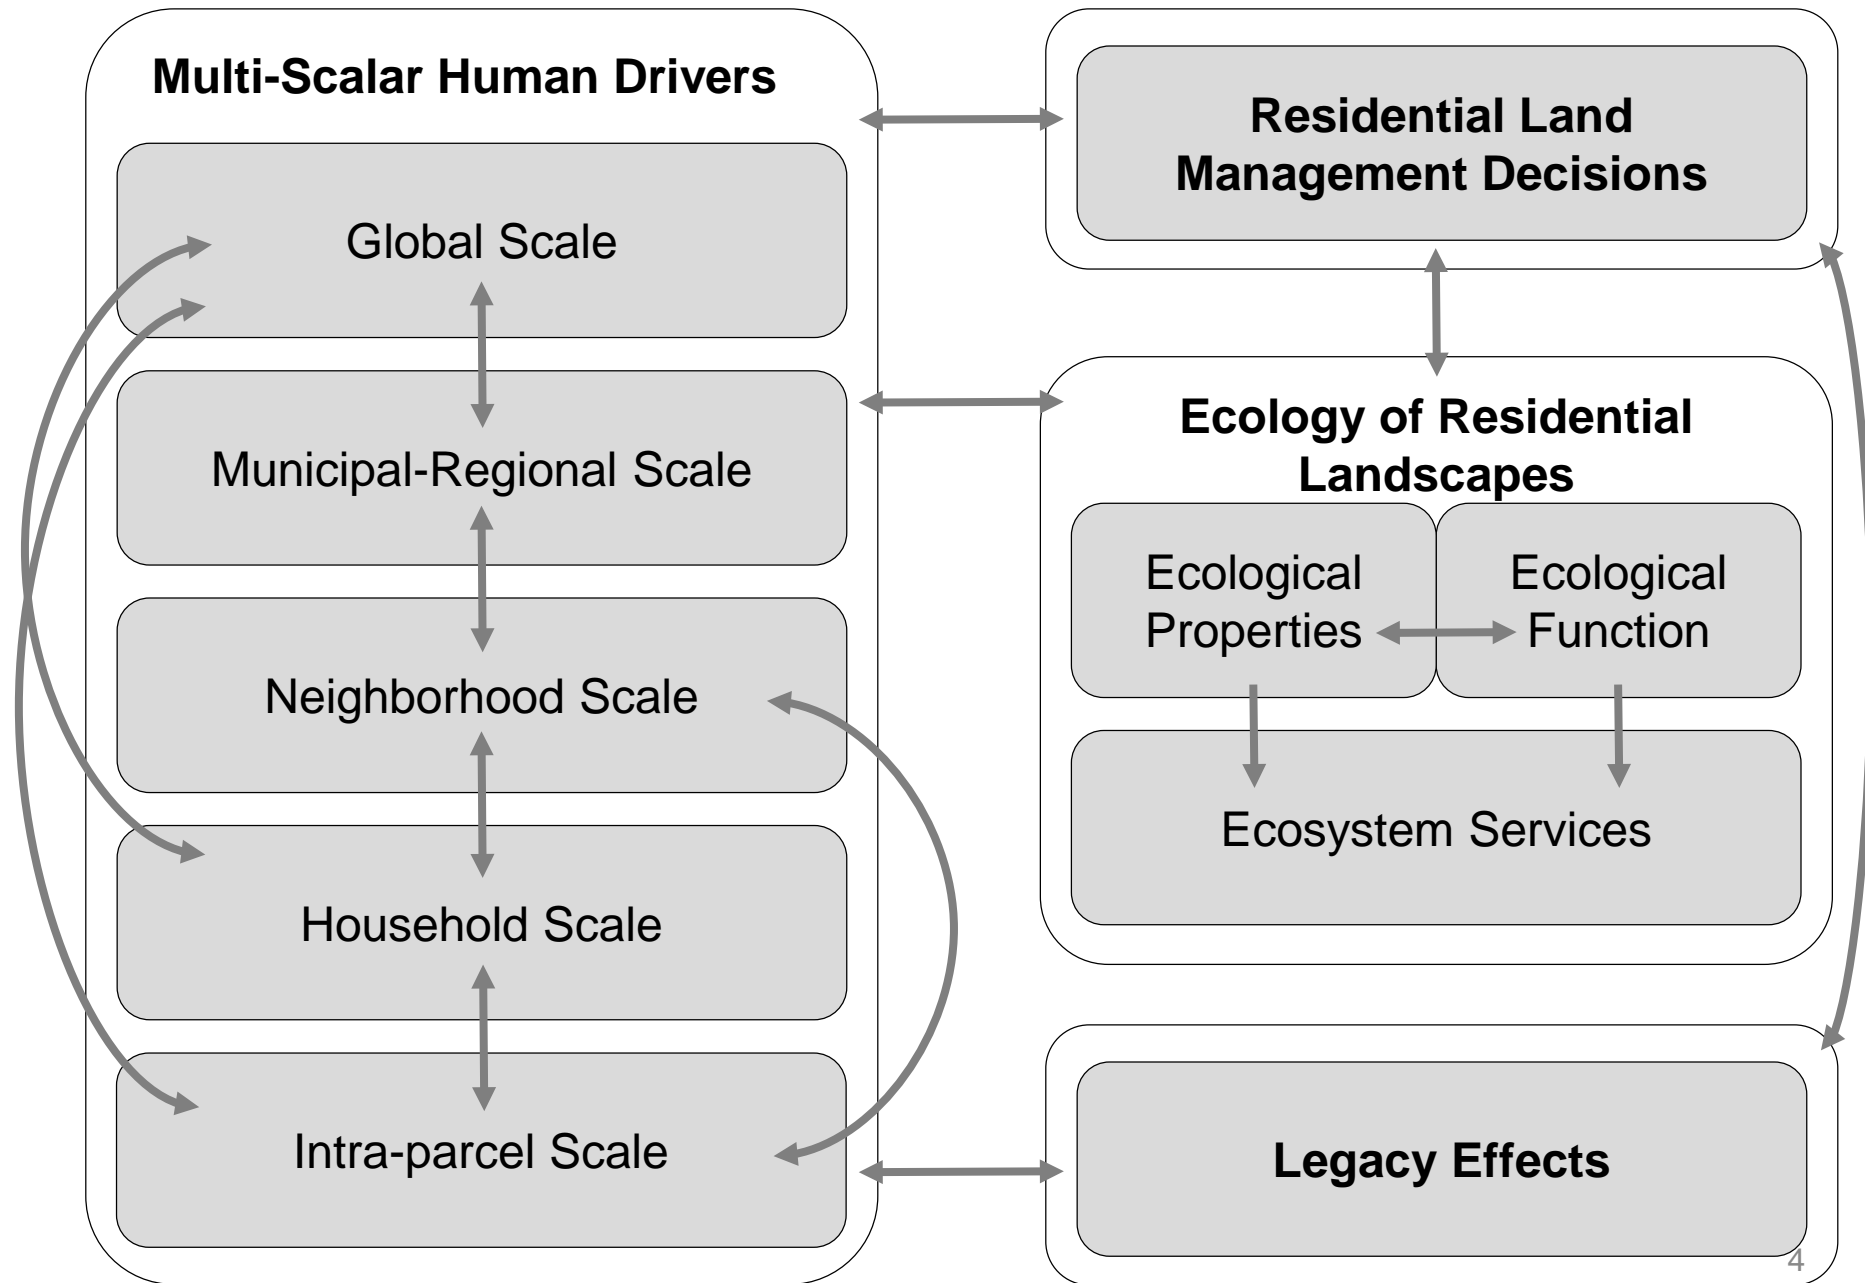 Multi-Scalar Human Drivers
Global Scale
Municipal-Regional Scale
Neighborhood Scale
Household Scale
Intra-parcel Scale
Residential Land
Management Decisions
Ecology of Residential
Landscapes
Ecological
Properties
Ecological
Function
Ecosystem Services
Legacy Effects
4